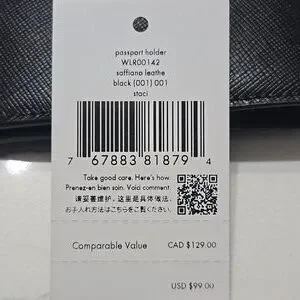 passport holder
WLR00142
saffiano leathe
black (001) 001
staci
7 67883 81879 4
Take good care. Here's how.
Prenez-en bien soin. Void comment.
请妥善维护。这里是具体做法。
お手入れ方法はこちらをご覧ください。
Comparable Value CAD $129.00
USD $99.00